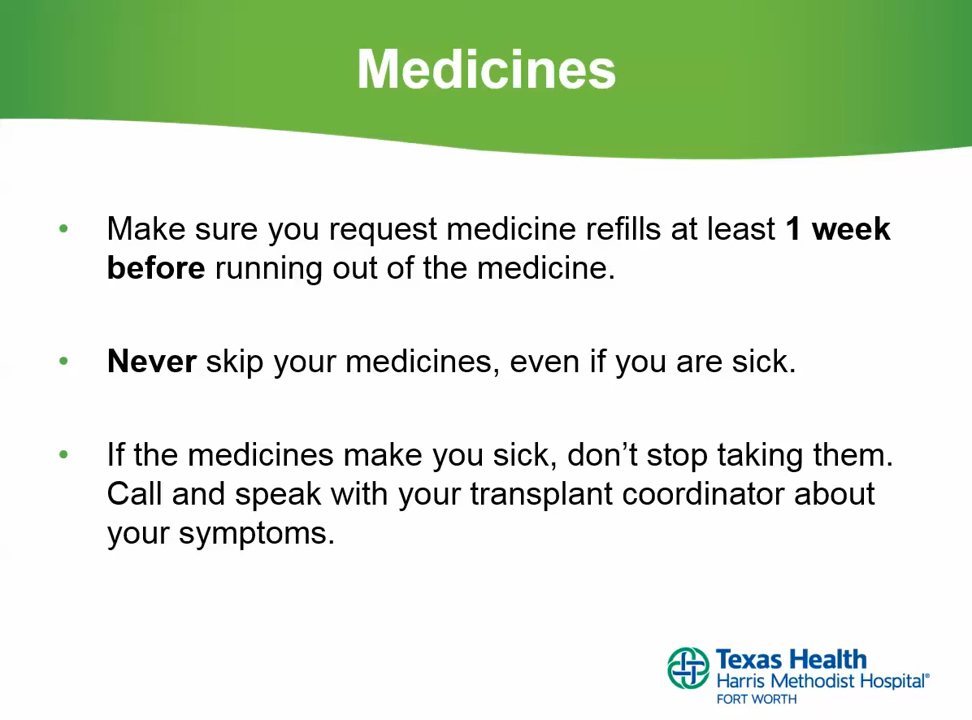 Medicines
• Make sure you request medicine refills at least 1 week
before running out of the medicine.
• Never skip your medicines, even if you are sick.
• If the medicines make you sick, don’t stop taking them.
Call and speak with your transplant coordinator about
your symptoms.
Texas Health
Harris Methodist Hospital®
FORT WORTH